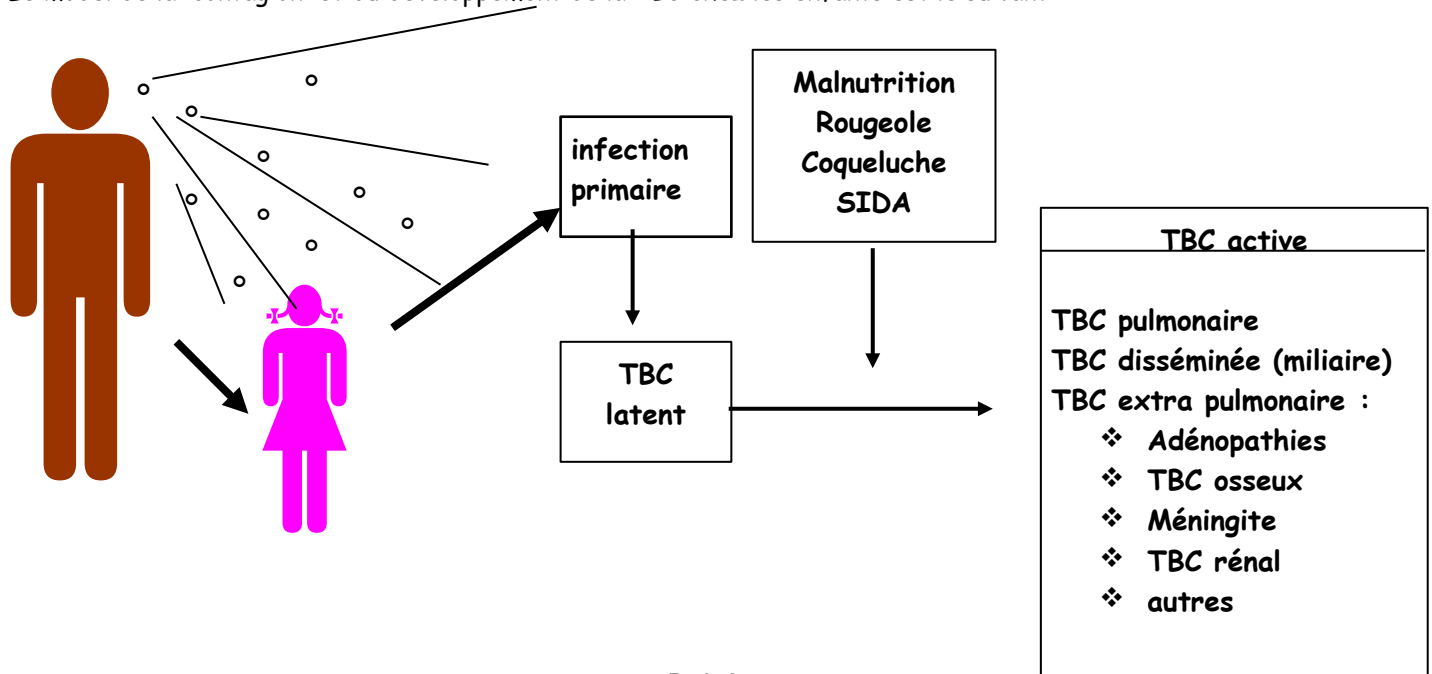 infection
primaire
Malnutrition
Rougeole
Coqueluche
SIDA
TBC
latent
TBC active
TBC pulmonaire
TBC disséminée (miliaire)
TBC extra pulmonaire :
❖ Adénopathies
❖ TBC osseux
❖ Méningite
❖ TBC rénal
❖ autres